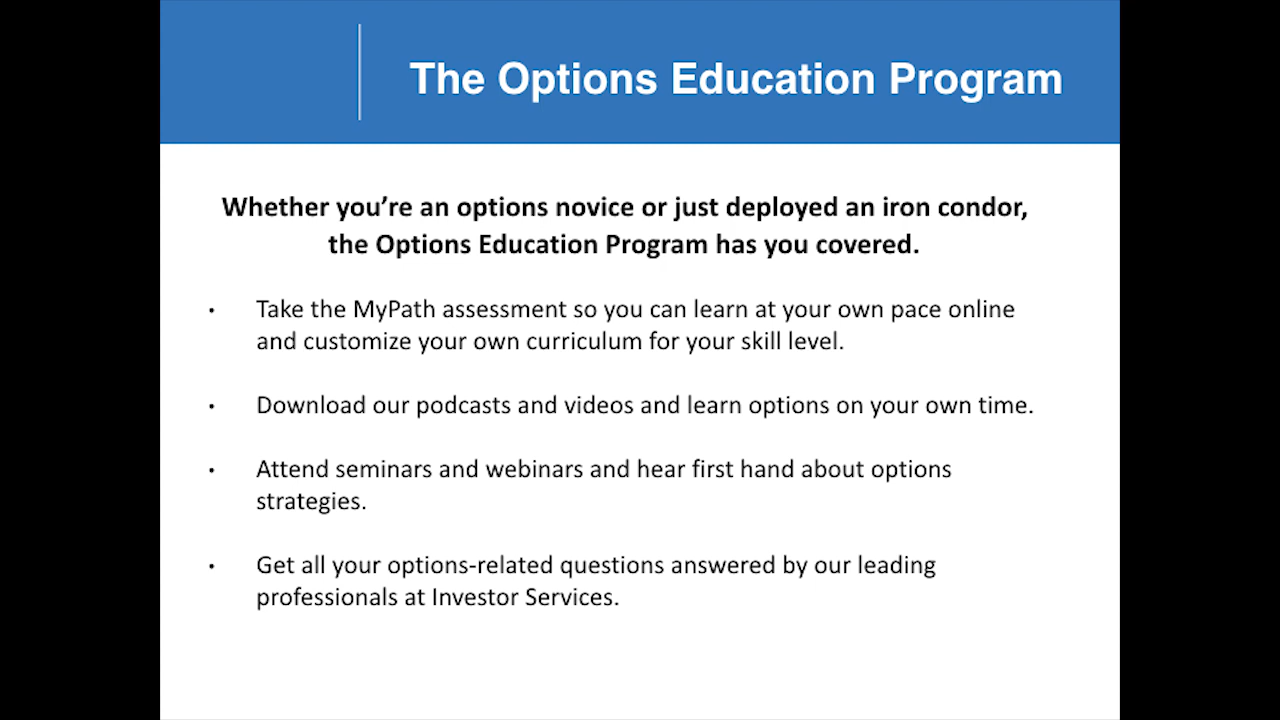 The Options Education Program
Whether you’re an options novice or just deployed an iron condor,
the Options Education Program has you covered.
• Take the MyPath assessment so you can learn at your own pace online
and customize your own curriculum for your skill level.
• Download our podcasts and videos and learn options on your own time.
• Attend seminars and webinars and hear first hand about options
strategies.
• Get all your options-related questions answered by our leading
professionals at Investor Services.